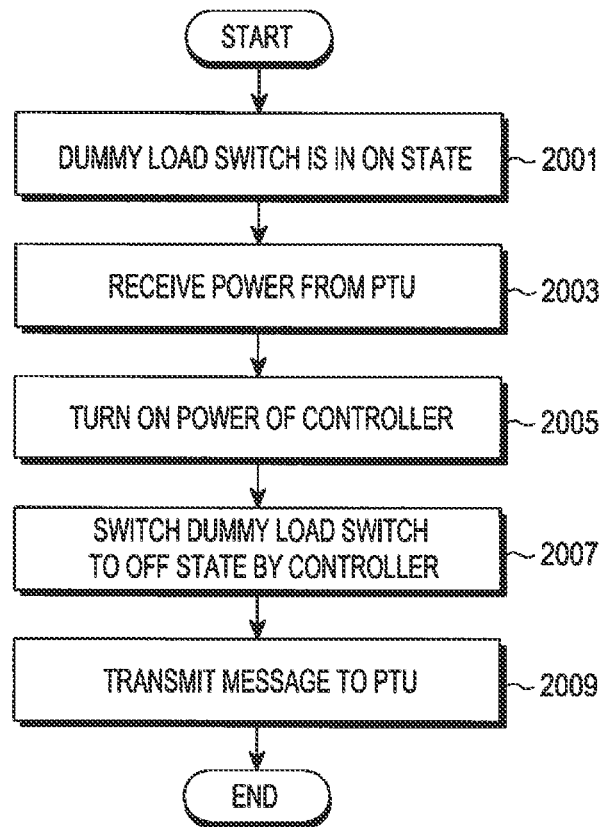 START
DUMMY LOAD SWITCH IS IN ON STATE
2001
RECEIVE POWER FROM PTU
2003
TURN ON POWER OF CONTROLLER
2005
SWITCH DUMMY LOAD SWITCH
TO OFF STATE BY CONTROLLER
2007
TRANSMIT MESSAGE TO PTU
2009
END